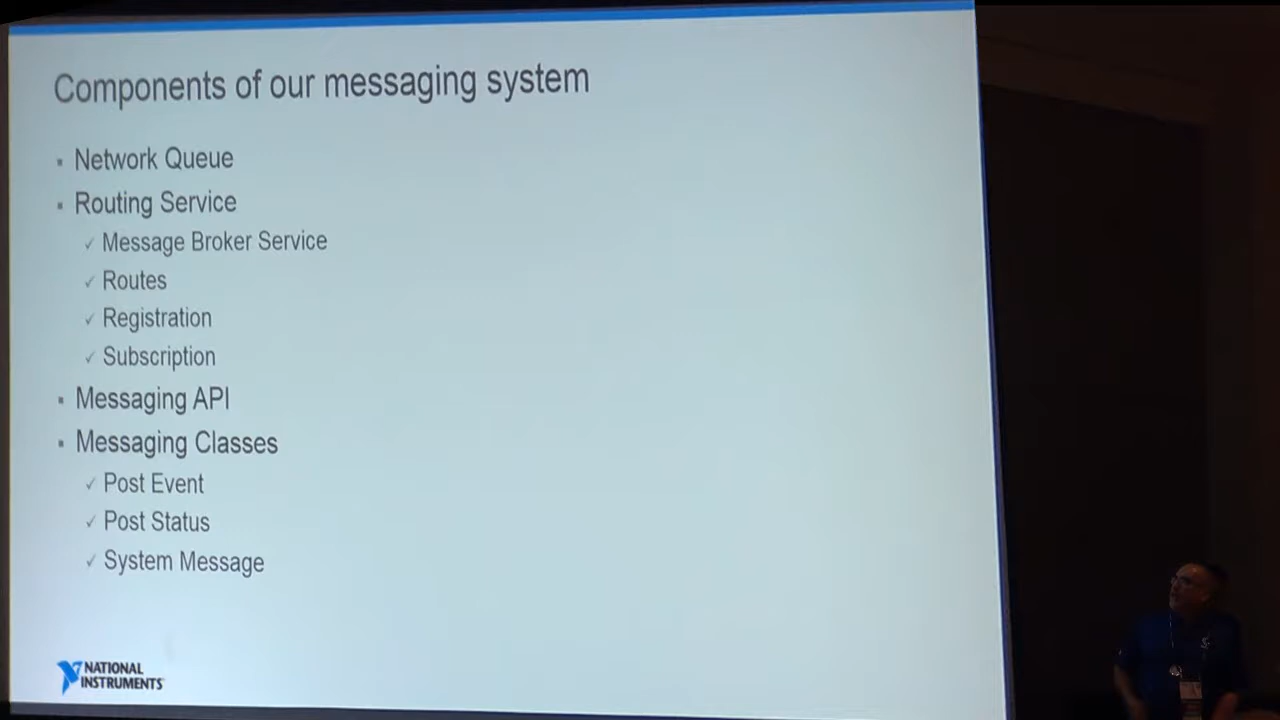 Components of our messaging system
Network Queue
Routing Service
Message Broker Service
Routes
Registration
Subscription
Messaging API
Messaging Classes
Post Event
Post Status
System Message
NATIONAL
INSTRUMENTS